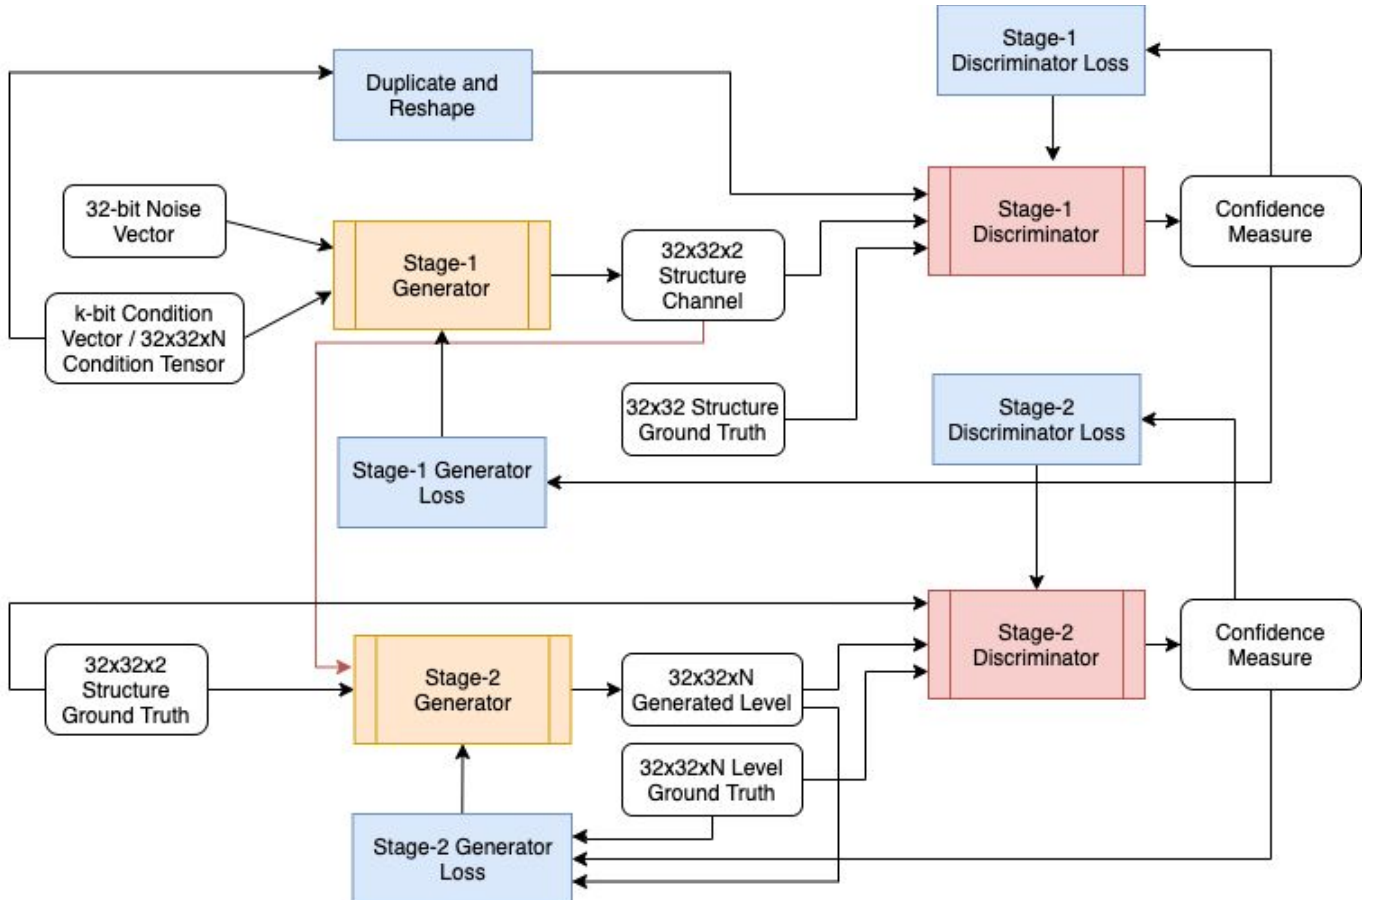 Stage-1
Discriminator Loss
Duplicate and
Reshape
32-bit Noise
Vector
Stage-1
Generator
32x32x2
Structure
Channel
Stage-1
Discriminator
Confidence
Measure
k-bit Condition
Vector / 32x32xN
Condition Tensor
32x32 Structure
Ground Truth
Stage-2
Discriminator Loss
Stage-1 Generator
Loss
32x32x2
Structure
Ground Truth
Stage-2
Generator
32x32xN
Generated Level
Stage-2
Discriminator
Confidence
Measure
32x32xN Level
Ground Truth
Stage-2 Generator
Loss